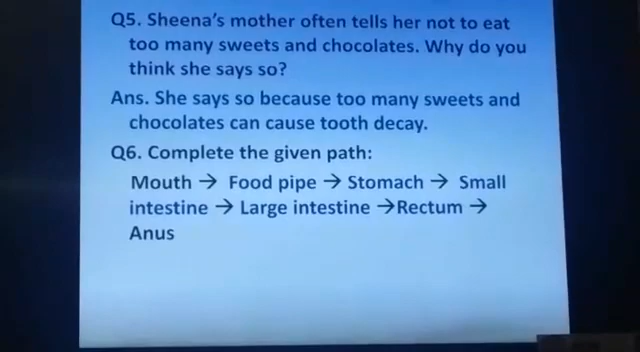 Q5. Sheena's mother often tells her not to eat
too many sweets and chocolates. Why do you
think she says so?
Ans. She says so because too many sweets and
chocolates can cause tooth decay.
Q6. Complete the given path:
Mouth → Food pipe → Stomach → Small
intestine → Large intestine →Rectum →
Anus